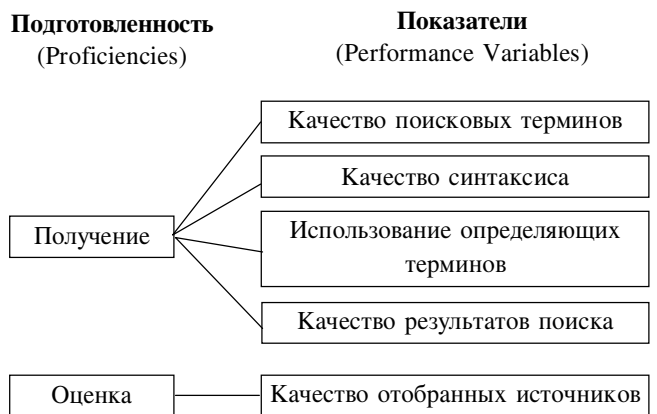 Подготовленность
(Proficiencies)
Показатели
(Performance Variables)
Качество поисковых терминов
Качество синтаксиса
Получение
Использование определяющих
терминов
Качество результатов поиска
Оценка
Качество отобранных источников